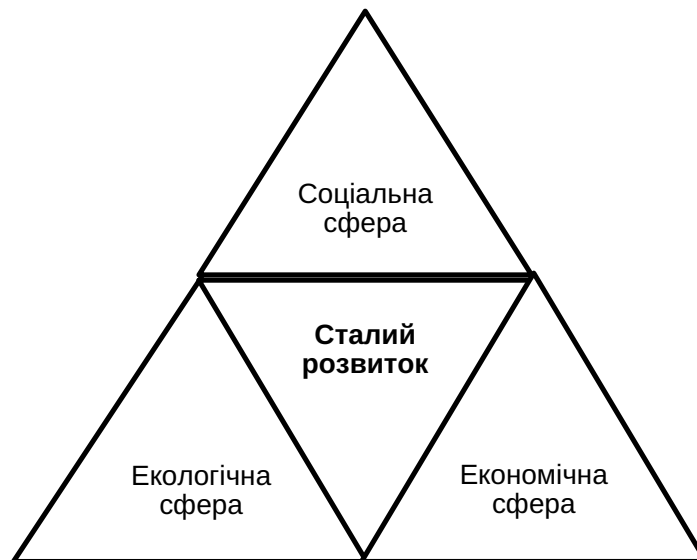 Соціальна
сфера
Сталий
розвиток
Екологічна
сфера
Економічна
сфера